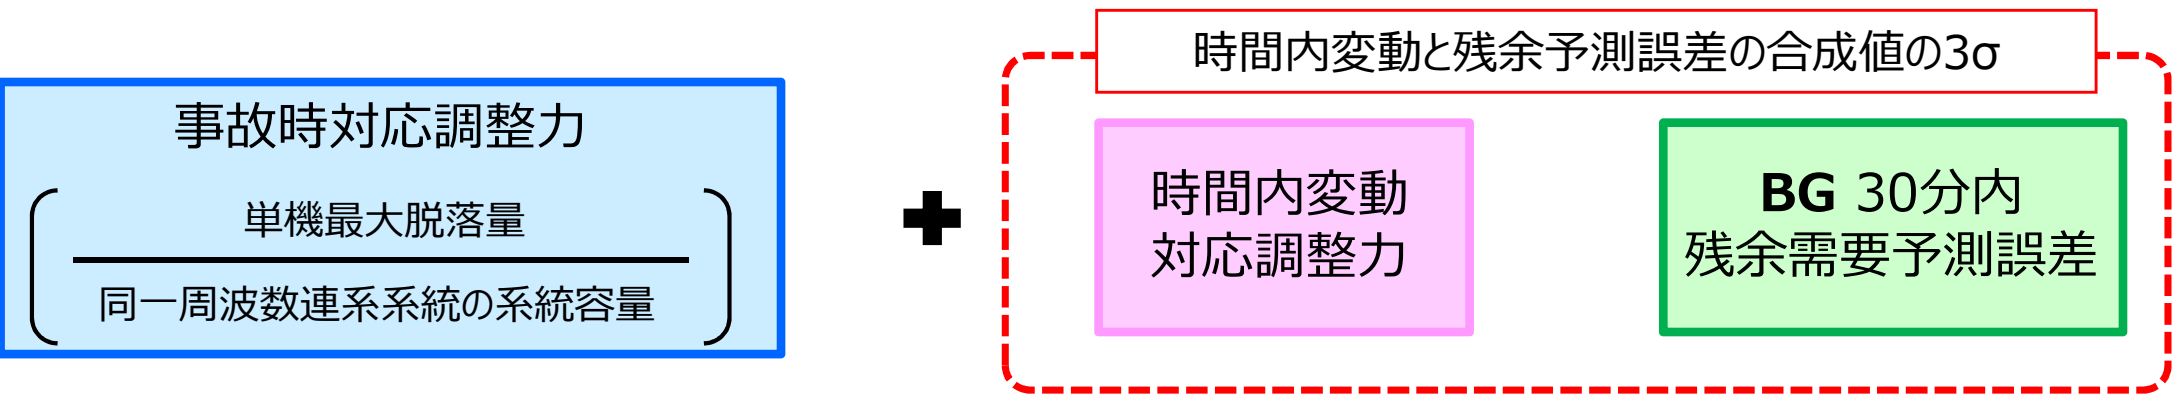 事故時対応調整力
単機最大脱落量
同一周波数連系系統の系統容量
時間内変動と残余予測誤差の合成値の3σ
時間内変動
対応調整力
BG 30分内
残余需要予測誤差